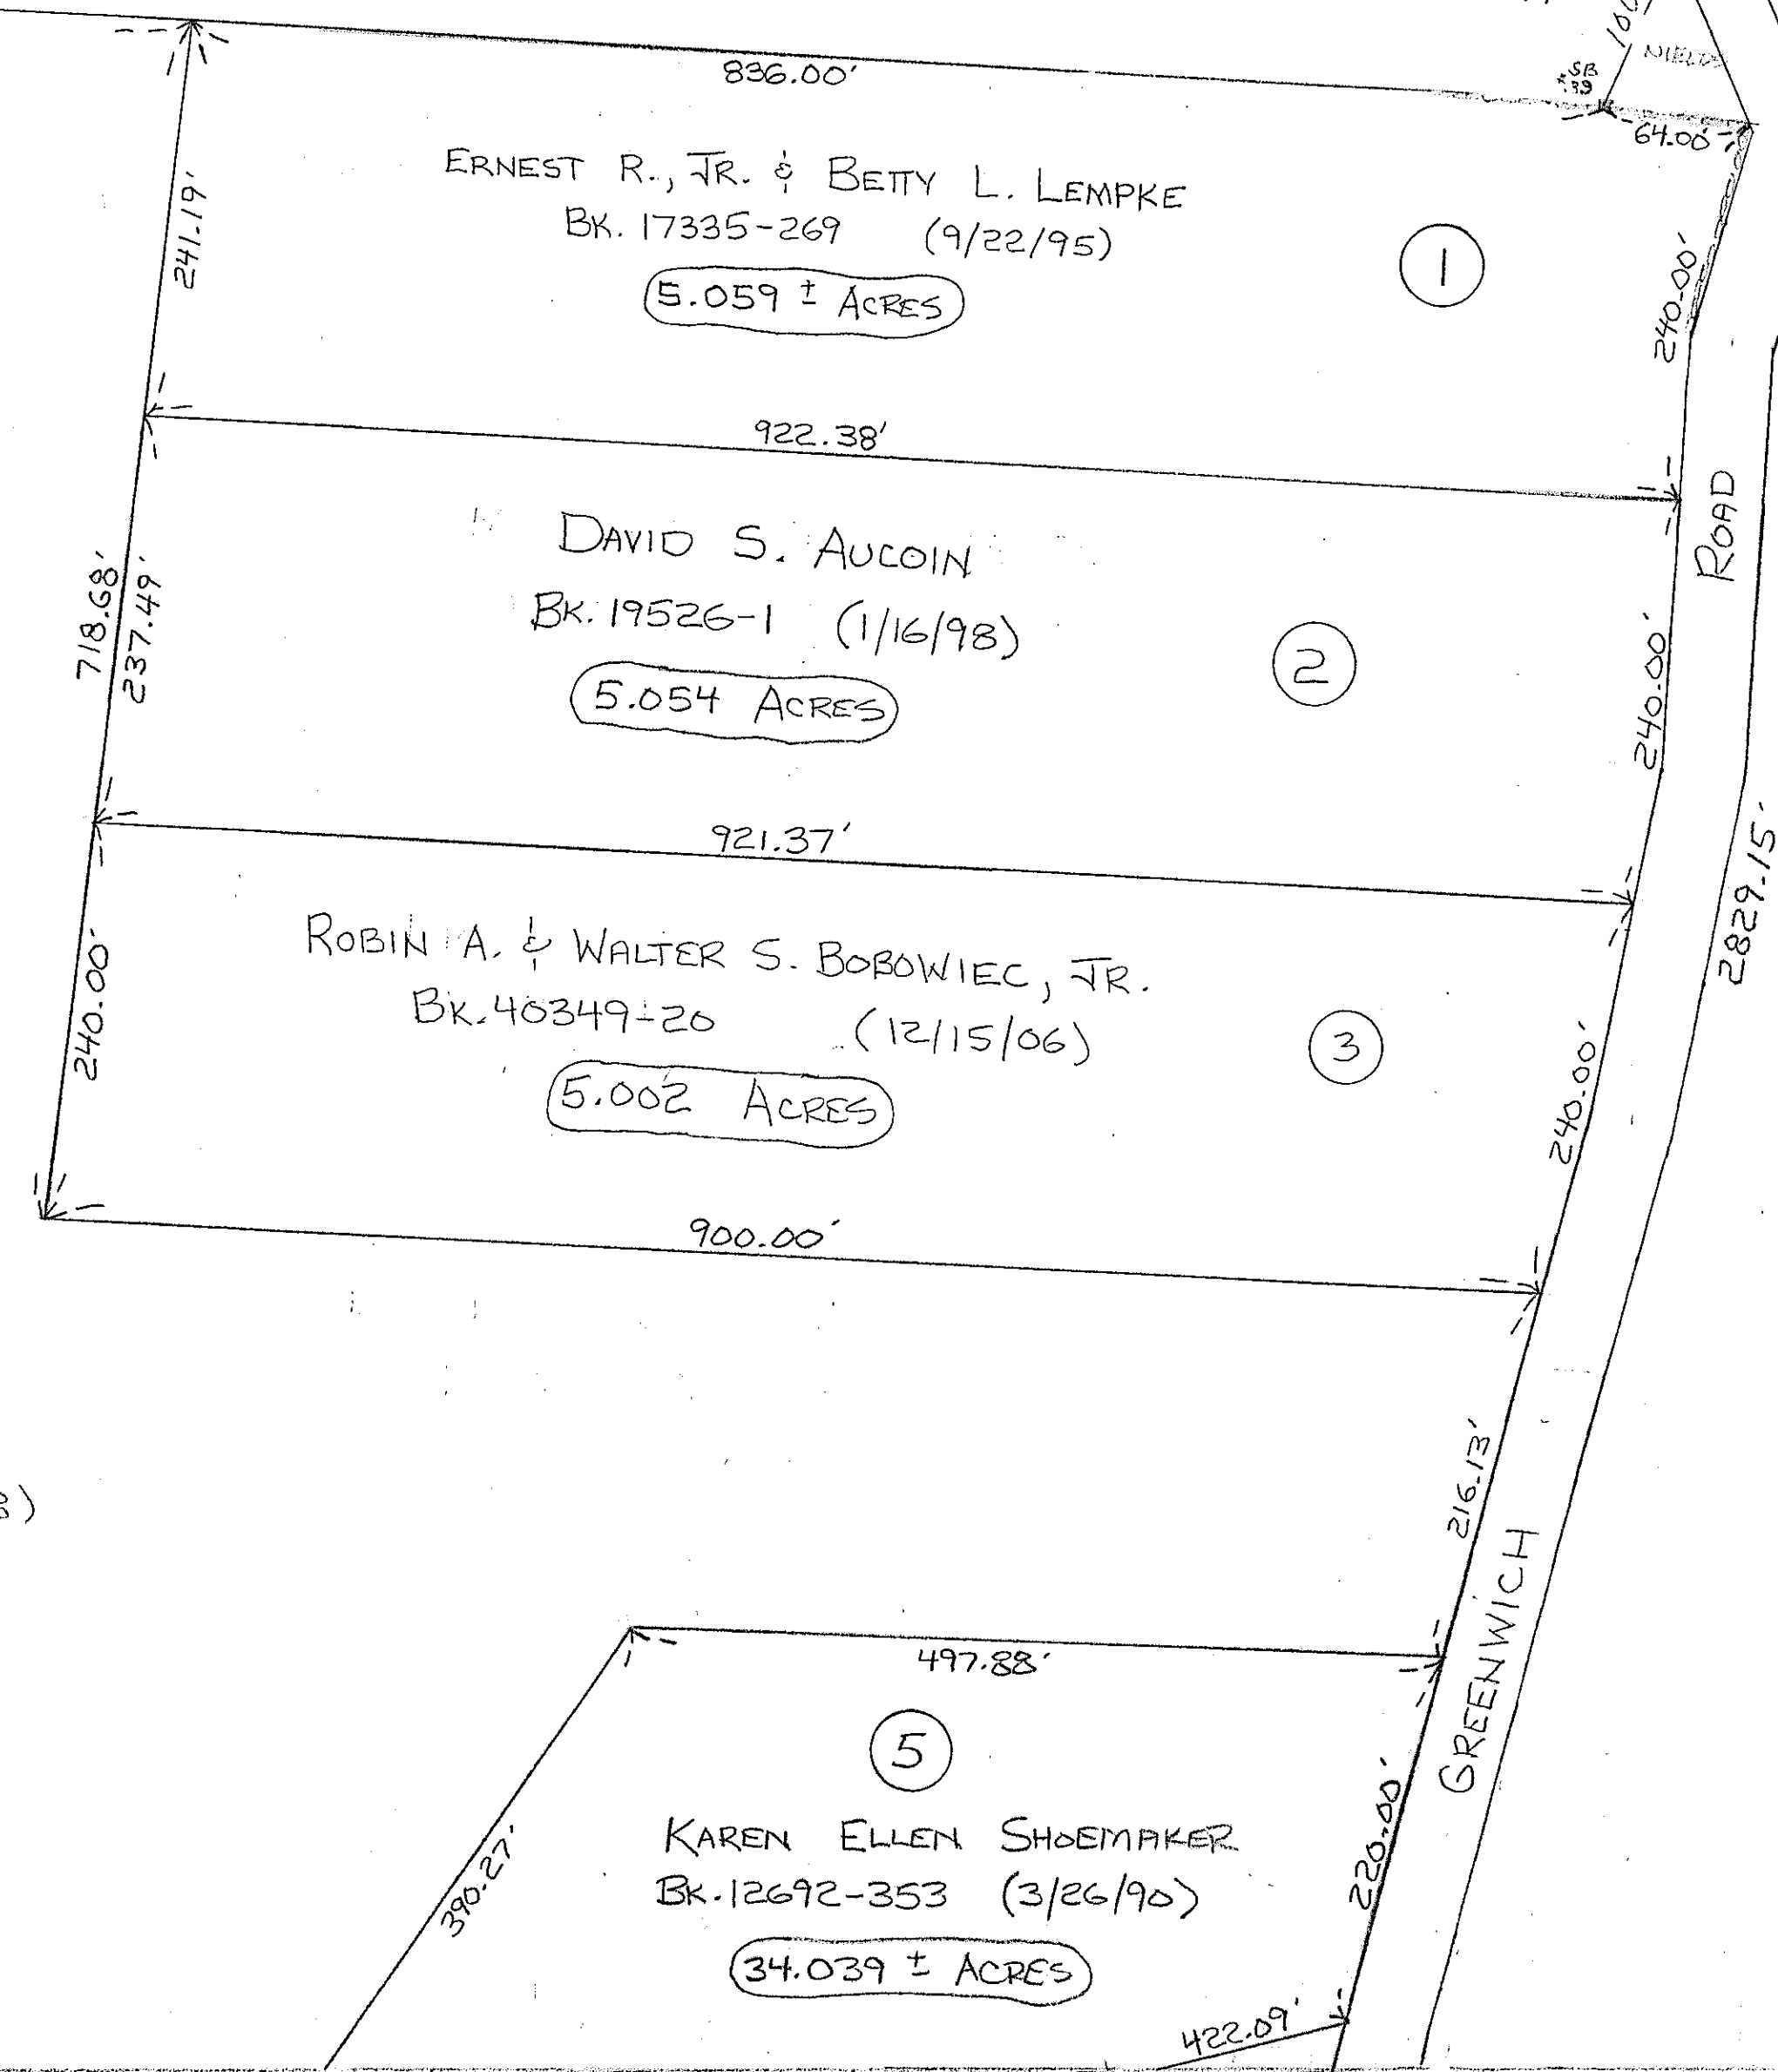 836.00'
NIELDS
SB
64.00'
ERNEST R., JR. & BETTY L. LEMPKE
BK. 17335-269 (9/22/95)
5.059 ± ACRES
1
241.19'
240.00'
922.38'
ROAD
DAVID S. AUCOIN
BK. 19526-1 (1/16/98)
5.054 ACRES
2
718.68'
237.49'
240.00'
921.37'
2829.15'
ROBIN A. & WALTER S. BOBOWIEC, JR.
BK. 40349-20 (12/15/06)
5.002 ACRES
3
240.00'
240.00'
900.00'
216.13'
GREENWICH
497.88'
5
KAREN ELLEN SHOEMAKER
BK. 12692-353 (3/26/90)
34.039 ± ACRES
390.27'
220.00'
422.09'